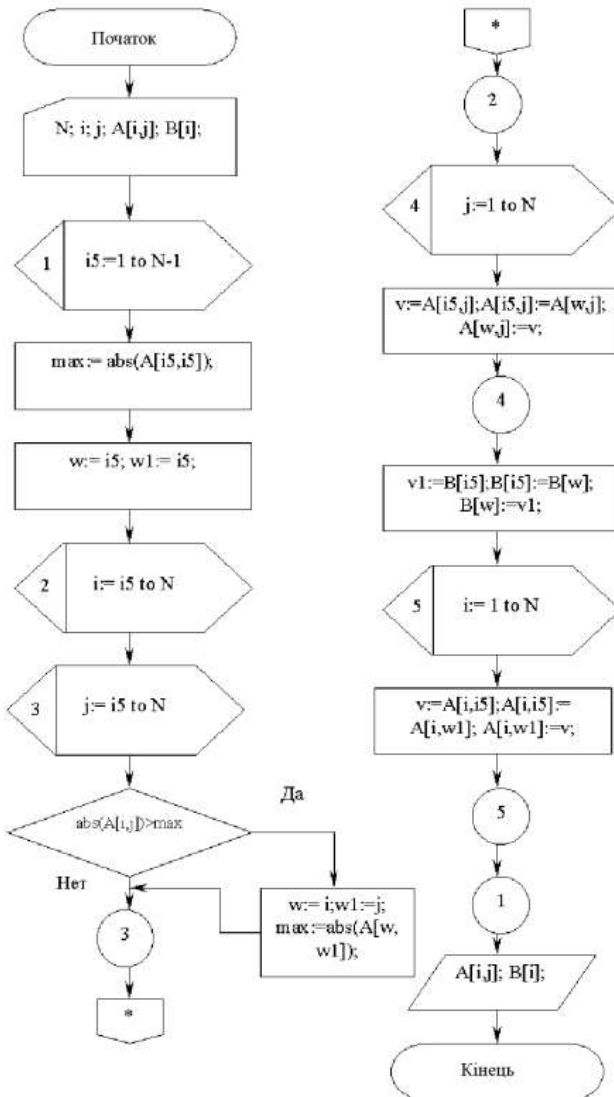 Початок
N; i; j; A[i,j]; B[i];
1
i5:=1 to N-1
max:= abs(A[i5,i5]);
w:= i5; w1:= i5;
2
i:= i5 to N
3
j:= i5 to N
abs(A[i,j])>max
Да
Нет
w:= i;w1:=j;
max:=abs(A[w,
w1]);
3
*
*
2
4
j:=1 to N
v:=A[i5,j];A[i5,j]:=A[w,j];
A[w,j]:=v;
4
v1:=B[i5];B[i5]:=B[w];
B[w]:=v1;
5
i:= 1 to N
v:=A[i,i5];A[i,i5]:=
A[i,w1]; A[i,w1]:=v;
5
1
A[i,j]; B[i];
Кінець